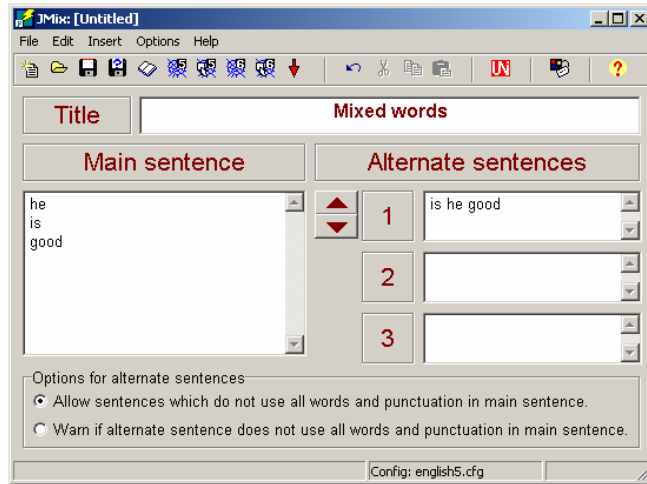 JMix: [Untitled]
File Edit Insert Options Help
Title
Mixed words
Main sentence
Alternate sentences
he
is
good
1
is he good
2
3
Options for alternate sentences
Allow sentences which do not use all words and punctuation in main sentence.
Warn if alternate sentence does not use all words and punctuation in main sentence.
Config: english5.cfg